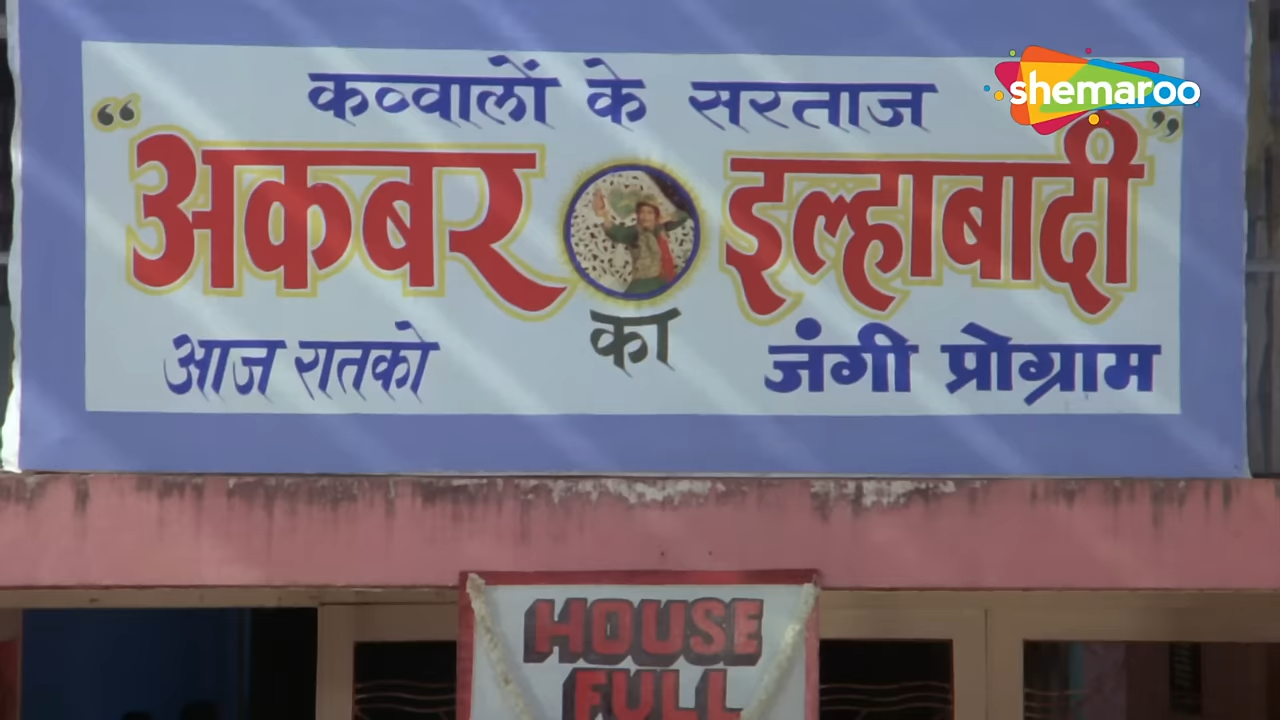 कव्वालों के सरताज
shemaroo
“अकबर इल्हाबादी”
का
आज रातको जंगी प्रोग्राम
HOUSE
FULL